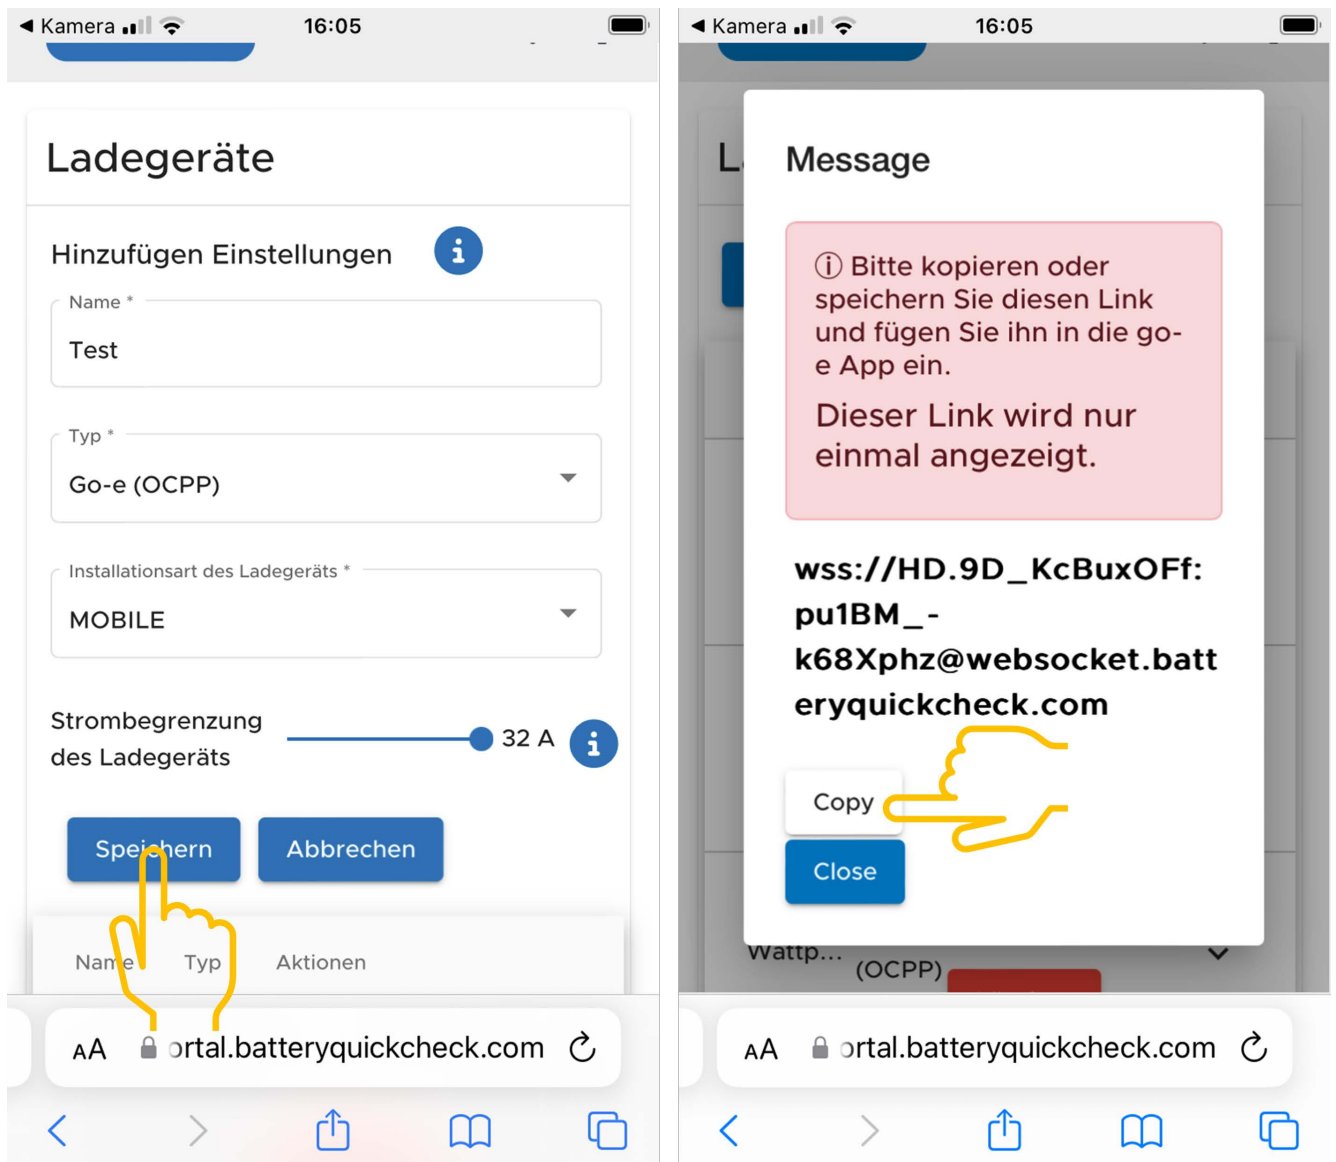 Kamera
16:05
Ladegeräte
Hinzufügen Einstellungen
Name *
Test
Typ *
Go-e (OCPP)
Installationsart des Ladegeräts *
MOBILE
Strombegrenzung
des Ladegeräts
32 A
Speichern
Abbrechen
Name
Typ
Aktionen
AA
ortal.batteryquickcheck.com
Kamera
16:05
Message
Bitte kopieren oder
speichern Sie diesen Link
und fügen Sie ihn in die go-
e App ein.
Dieser Link wird nur
einmal angezeigt.
wss://HD.9D_KcBuxOFf:
pu1BM_-
k68Xphz@websocket.batt
eryquickcheck.com
Copy
Close
Wattp...
(OCPP)
AA
ortal.batteryquickcheck.com